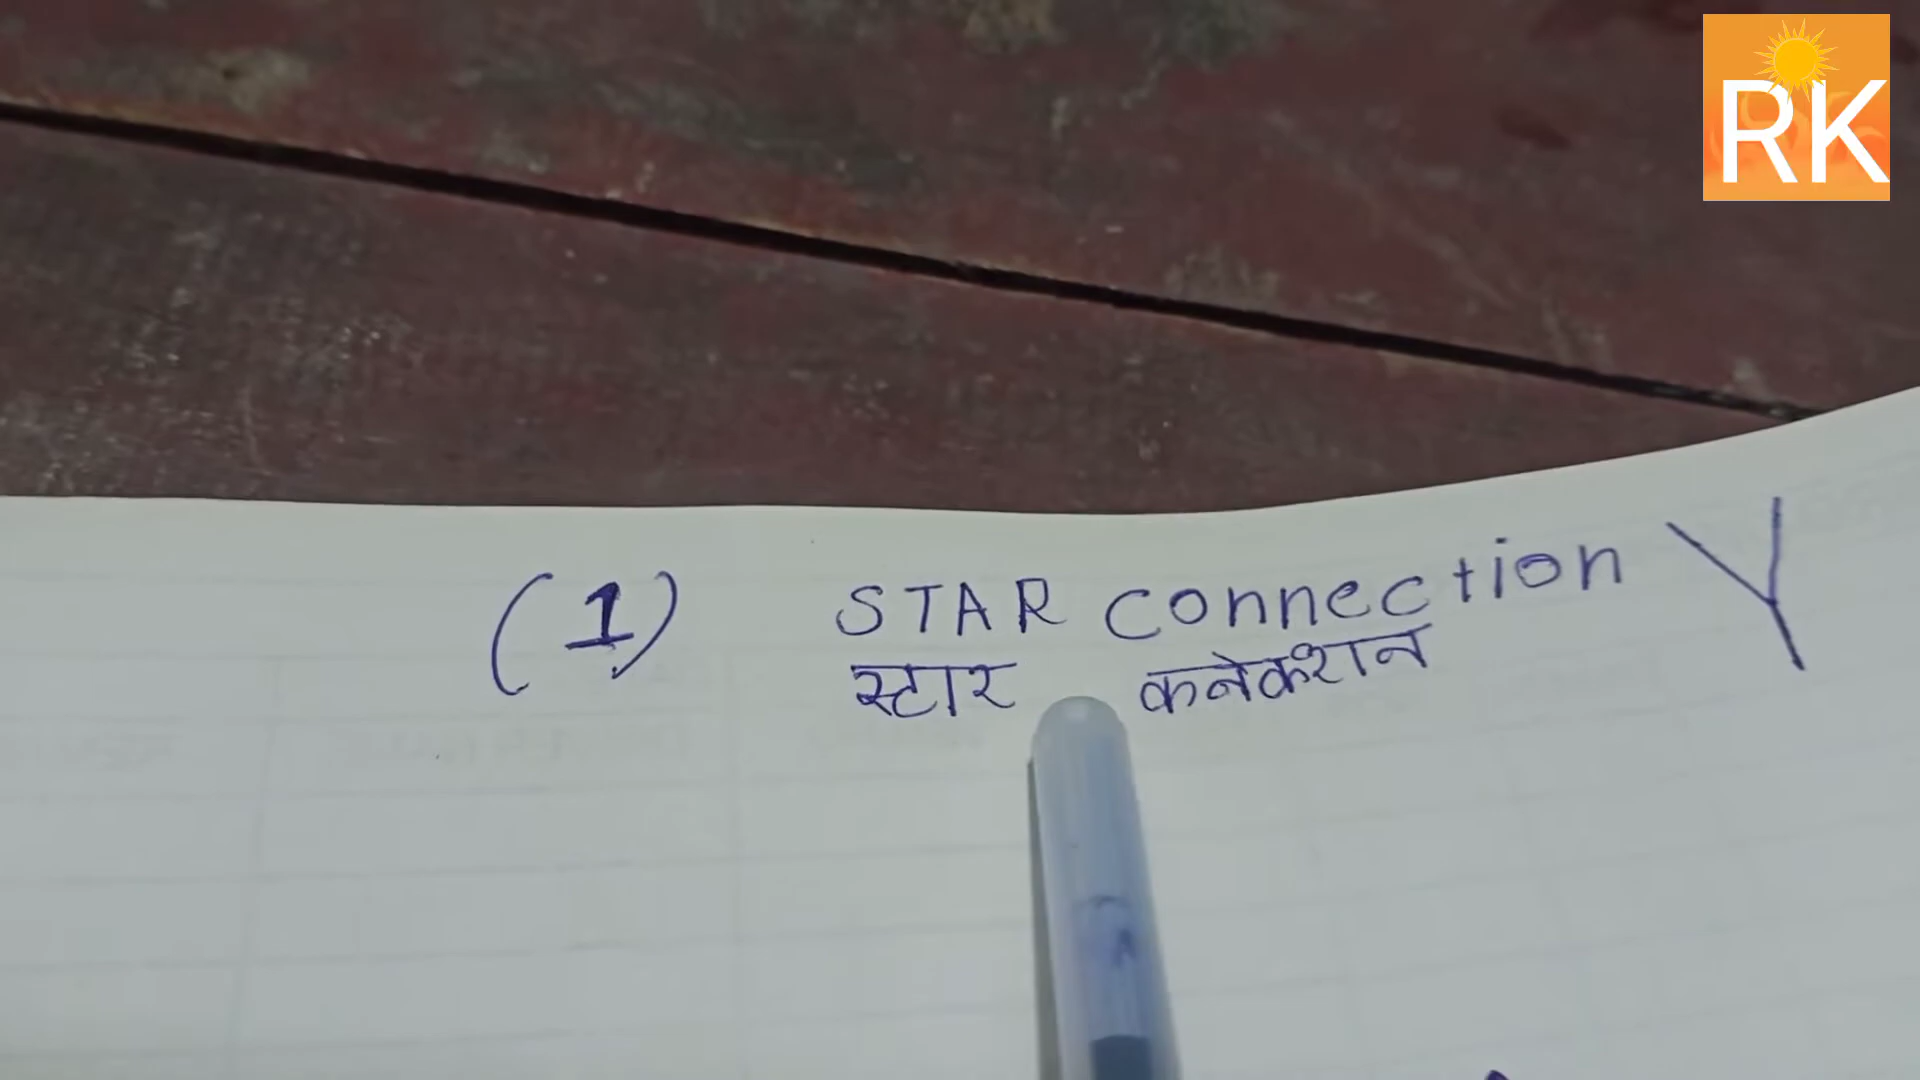 RK
(1) STAR connection Y
स्टार कनेक्शन